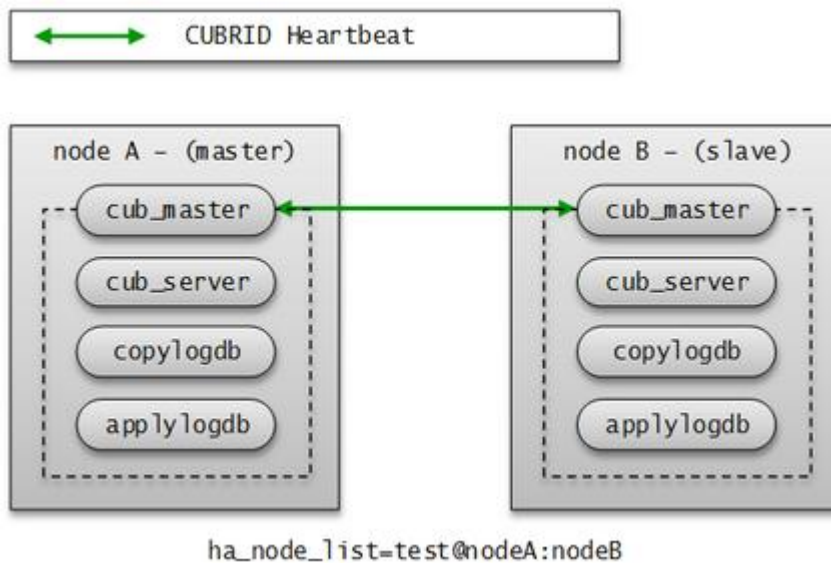 CUBRID Heartbeat
node A – (master)
cub_master
cub_server
copylogdb
applylogdb
node B – (slave)
cub_master
cub_server
copylogdb
applylogdb
ha_node_list=test@nodeA:nodeB